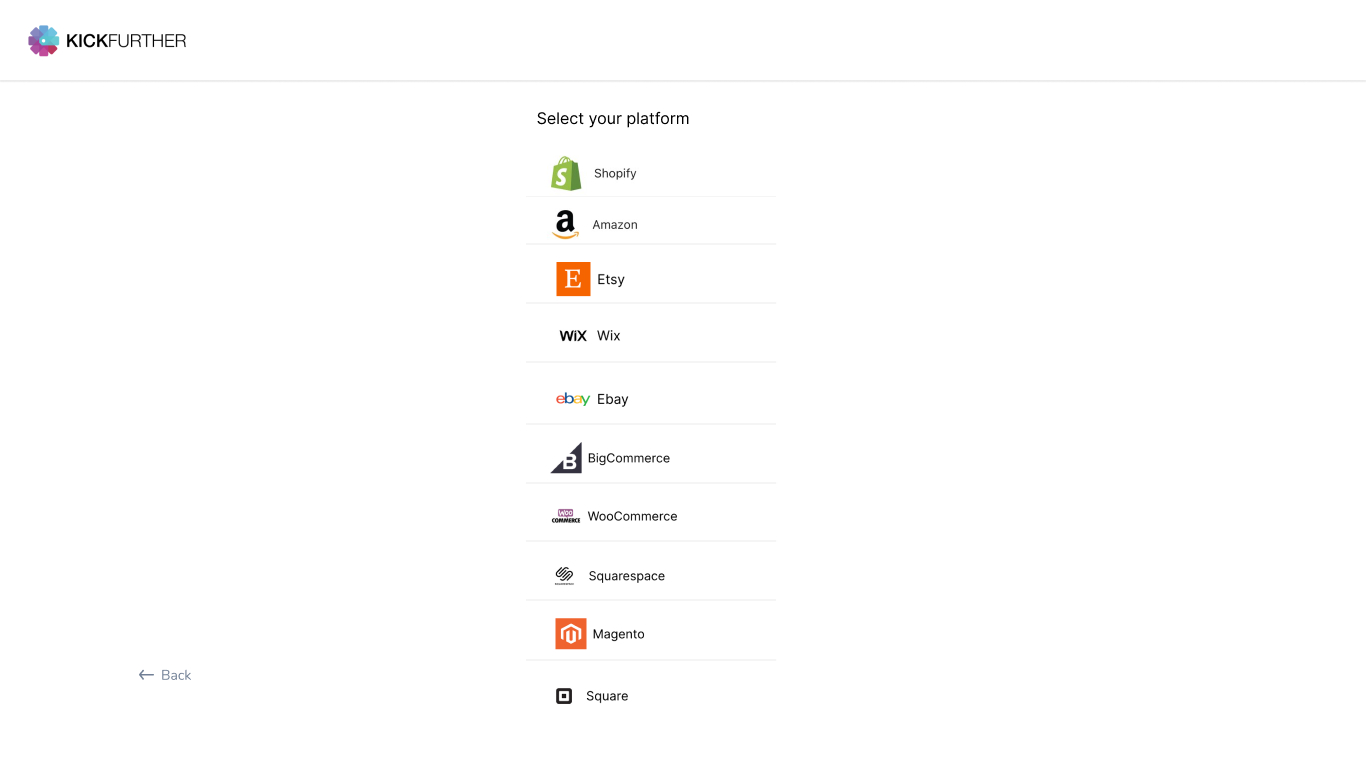 KICKFURTHER
Select your platform
Shopify
a Amazon
E Etsy
WiX Wix
ebay Ebay
B BigCommerce
WOO
COMMERCE WooCommerce
Squarespace
Magento
Square
← Back